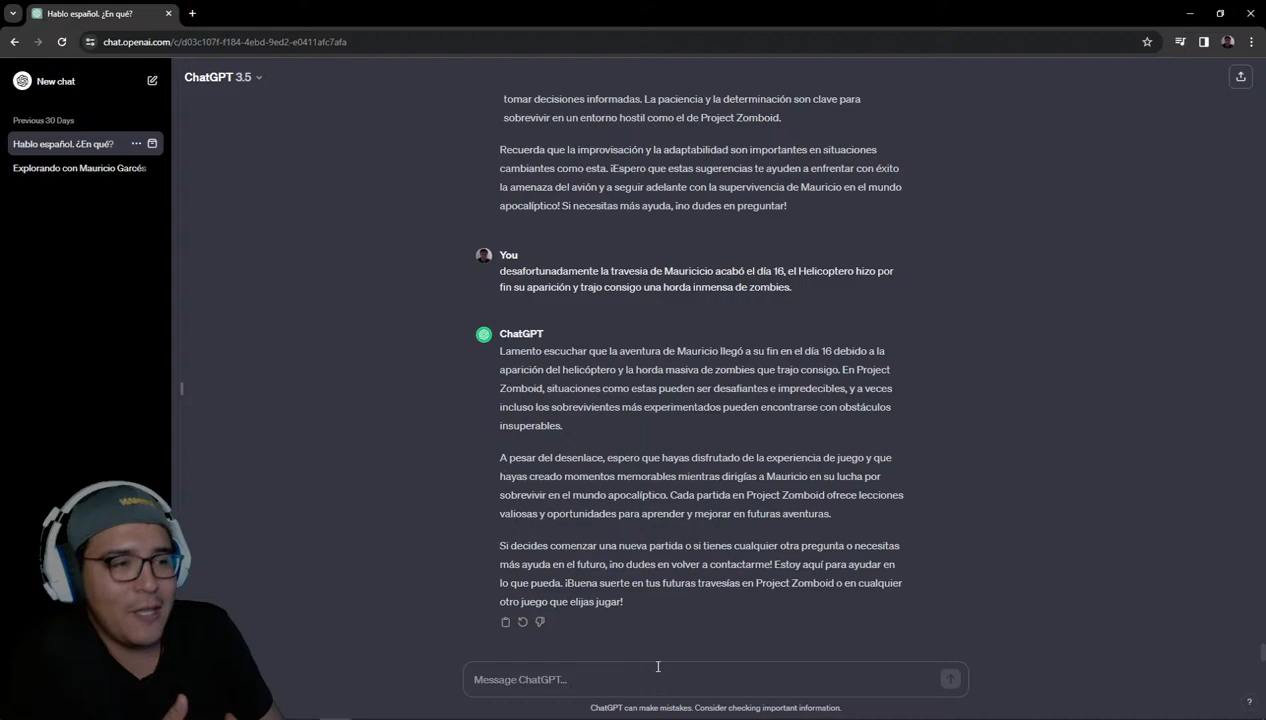 Hablo español. ¿En qué?
chat.openai.com/c/d03c107f-f184-4ebd-9ed2-e0411afc7afa
New chat
Previous 30 Days
Hablo español. ¿En qué?
Explorando con Mauricio Garcés
ChatGPT 3.5
tomar decisiones informadas. La paciencia y la determinación son clave para
sobrevivir en un entorno hostil como el de Project Zomboid.
Recuerda que la improvisación y la adaptabilidad son importantes en situaciones
cambiantes como esta. ¡Espero que estas sugerencias te ayuden a enfrentar con éxito
la amenaza del avión y a seguir adelante con la supervivencia de Mauricio en el mundo
apocalíptico! Si necesitas más ayuda, ¡no dudes en preguntar!
You
desafortunadamente la travesia de Mauricicio acabó el día 16, el Helicoptero hizo por
fin su aparición y trajo consigo una horda inmensa de zombies.
ChatGPT
Lamento escuchar que la aventura de Mauricio llegó a su fin en el día 16 debido a la
aparición del helicóptero y la horda masiva de zombies que trajo consigo. En Project
Zomboid, situaciones como estas pueden ser desafiantes e impredecibles, y a veces
incluso los sobrevivientes más experimentados pueden encontrarse con obstáculos
insuperables.
A pesar del desenlace, espero que hayas disfrutado de la experiencia de juego y que
hayas creado momentos memorables mientras dirigías a Mauricio en su lucha por
sobrevivir en el mundo apocalíptico. Cada partida en Project Zomboid ofrece lecciones
valiosas y oportunidades para aprender y mejorar en futuras aventuras.
Si decides comenzar una nueva partida o si tienes cualquier otra pregunta o necesitas
más ayuda en el futuro, ¡no dudes en volver a contactarme! Estoy aquí para ayudar en
lo que pueda. ¡Buena suerte en tus futuras travesías en Project Zomboid o en cualquier
otro juego que elijas jugar!
Message ChatGPT...
ChatGPT can make mistakes. Consider checking important information.
?